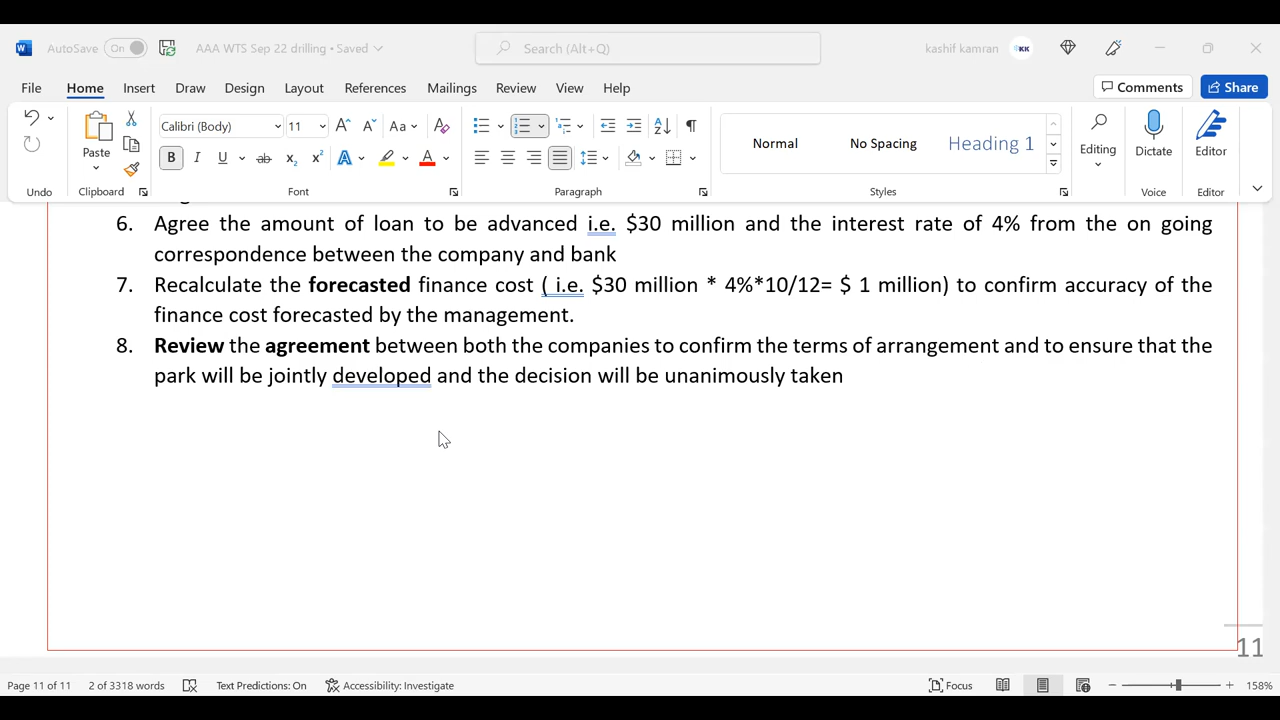 AutoSave On AAA WTS Sep 22 drilling • Saved Search (Alt+Q) kashif kamran KK
File Home Insert Draw Design Layout References Mailings Review View Help Comments Share
Calibri (Body) 11 Aa Normal No Spacing Heading 1
Paste Editing Dictate Editor
Undo Clipboard Font Paragraph Styles Voice Editor
6. Agree the amount of loan to be advanced i.e. $30 million and the interest rate of 4% from the on going
correspondence between the company and bank
7. Recalculate the forecasted finance cost ( i.e. $30 million * 4%*10/12= $ 1 million) to confirm accuracy of the
finance cost forecasted by the management.
8. Review the agreement between both the companies to confirm the terms of arrangement and to ensure that the
park will be jointly developed and the decision will be unanimously taken
11
Page 11 of 11 2 of 3318 words Text Predictions: On Accessibility: Investigate Focus 158%